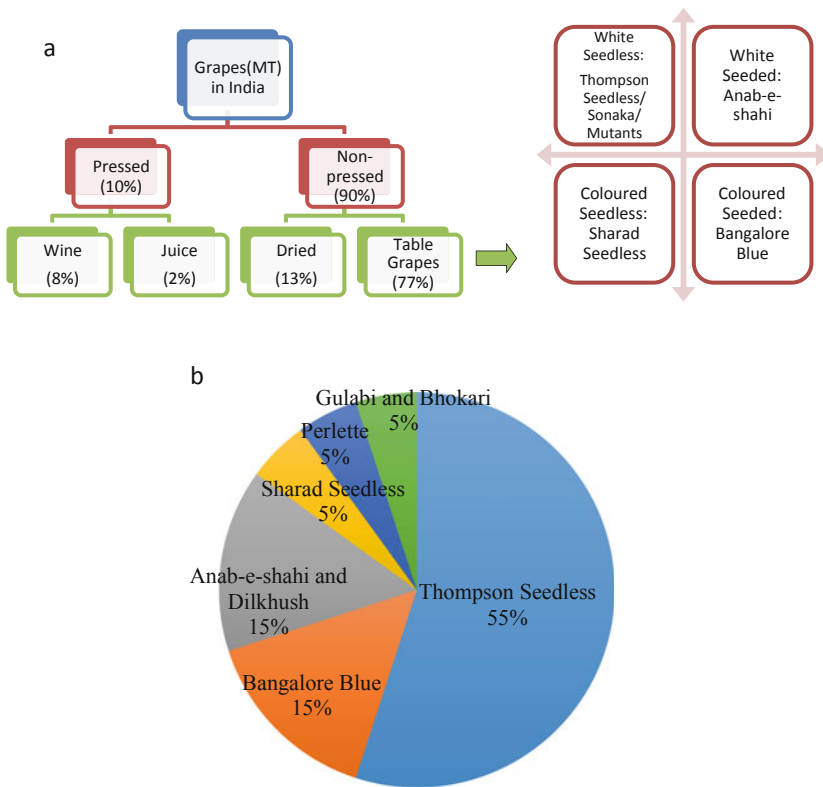 a
Grapes(MT)
in India
Pressed
(10%)
Non-
pressed
(90%)
Wine
(8%)
Juice
(2%)
Dried
(13%)
Table
Grapes
(77%)
White
Seedless:
Thompson
Seedless/
Sonaka/
Mutants
White
Seeded:
Anab-e-
shahi
Coloured
Seedless:
Sharad
Seedless
Coloured
Seeded:
Bangalore
Blue
b
Gulabi and Bhokari
5%
Perlette
5%
Sharad Seedless
5%
Anab-e-shahi and
Dilkhush
15%
Thompson Seedless
55%
Bangalore Blue
15%